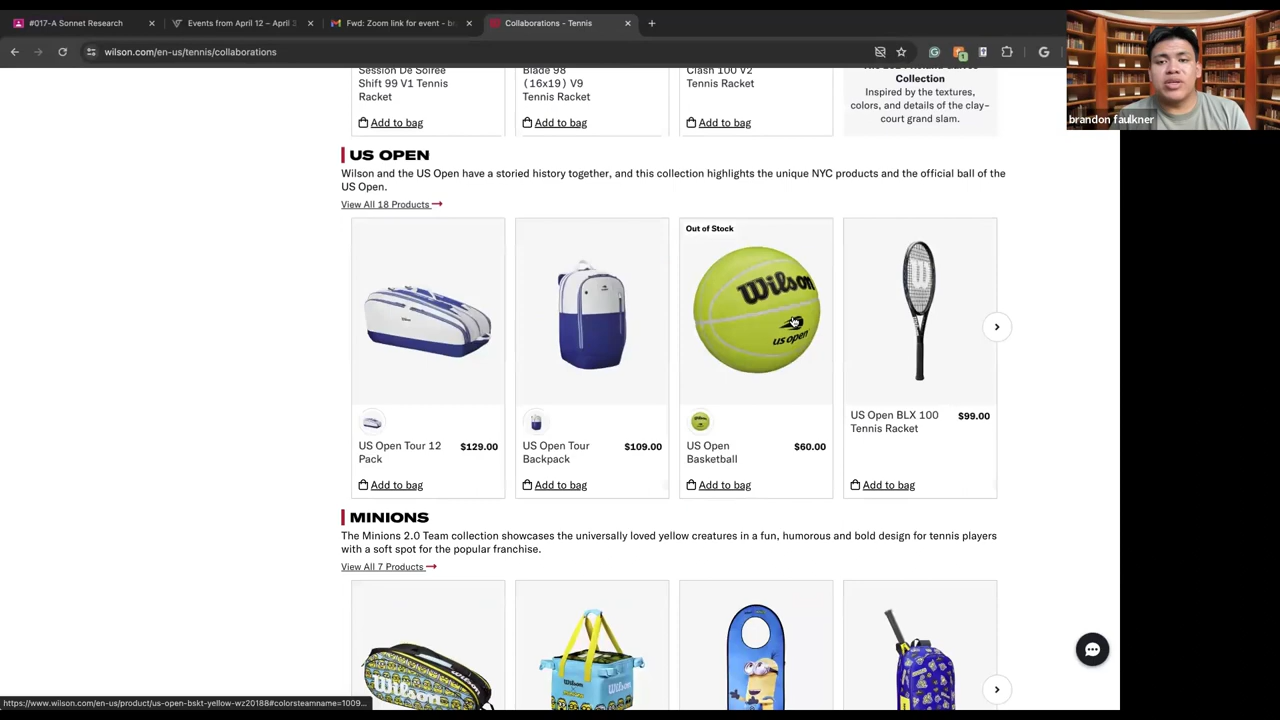 #017-A Sonnet Research
Events from April 12 – April 3
Fwd: Zoom link for event - br
Collaborations - Tennis
wilson.com/en-us/tennis/collaborations
brandon faulkner
Session De Soirée
Shift 99 V1 Tennis
Racket
Add to bag
Blade 98
(16x19) V9
Tennis Racket
Add to bag
Clash 100 V2
Tennis Racket
Add to bag
Collection
Inspired by the textures,
colors, and details of the clay-
court grand slam.
US OPEN
Wilson and the US Open have a storied history together, and this collection highlights the unique NYC products and the official ball of the
US Open.
View All 18 Products
Out of Stock
Wilson
us open
US Open Tour 12
Pack
$129.00
Add to bag
US Open Tour
Backpack
$109.00
Add to bag
US Open
Basketball
$60.00
Add to bag
US Open BLX 100
Tennis Racket
$99.00
Add to bag
MINIONS
The Minions 2.0 Team collection showcases the universally loved yellow creatures in a fun, humorous and bold design for tennis players
with a soft spot for the popular franchise.
View All 7 Products
Wilson
https://www.wilson.com/en-us/product/us-open-bskt-yellow-wz20188#colorsteamname=1009...